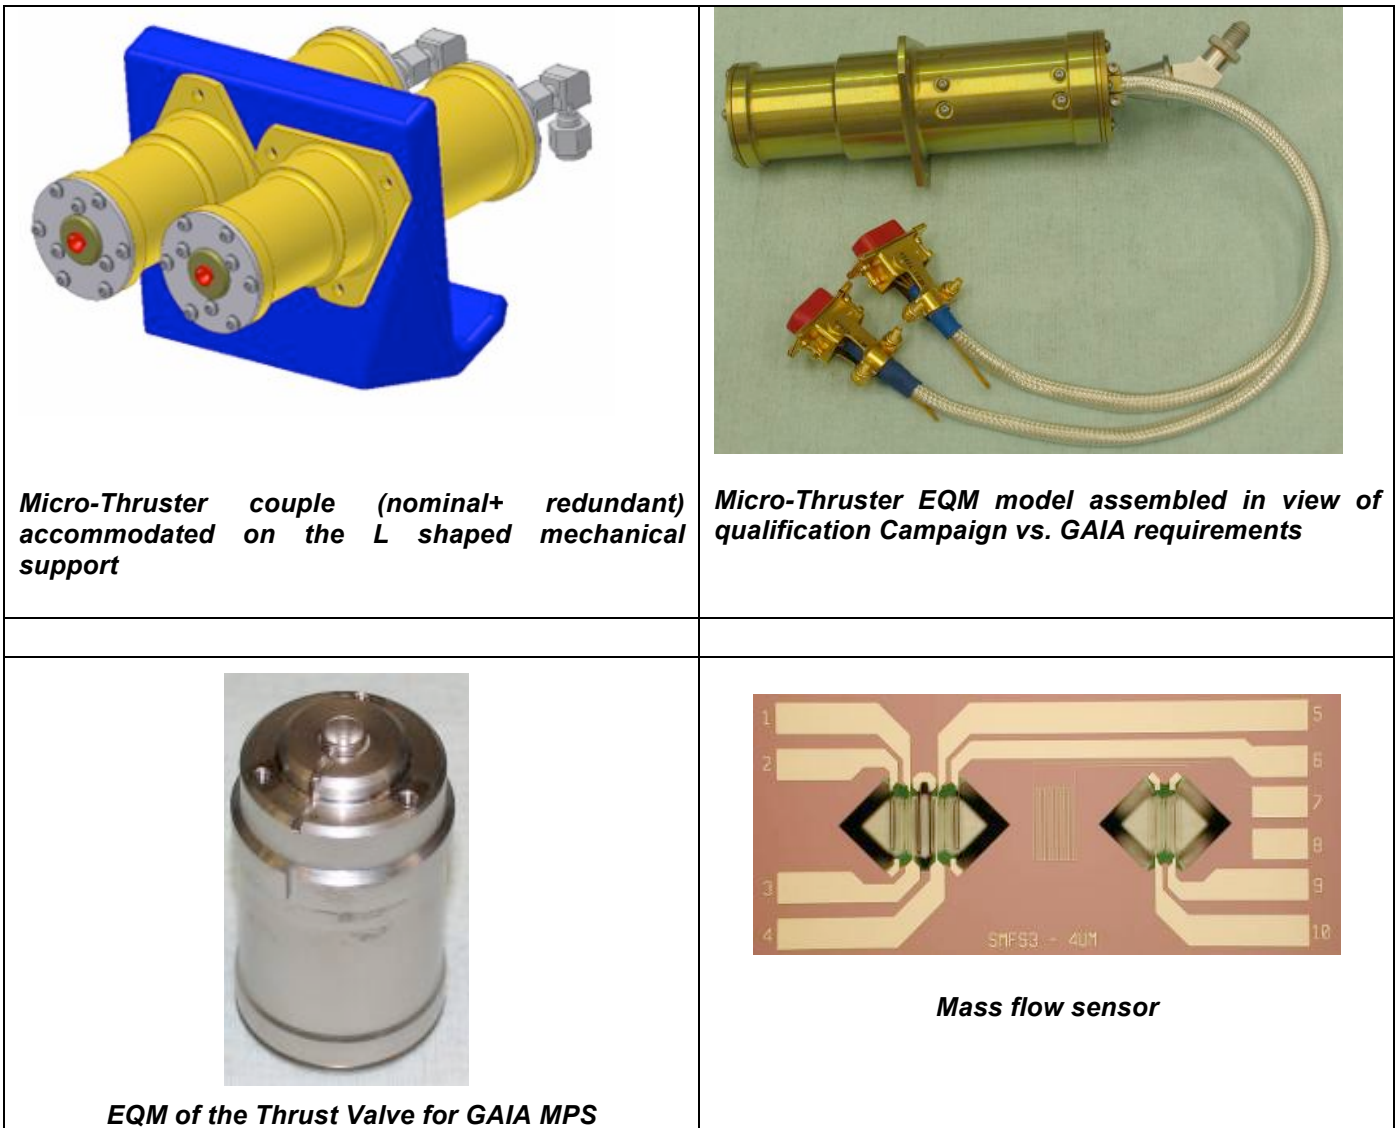 Micro-Thruster couple (nominal+ redundant)
accommodated on the L shaped mechanical
support
Micro-Thruster EQM model assembled in view of
qualification Campaign vs. GAIA requirements
EQM of the Thrust Valve for GAIA MPS
1
2
3
4
5
6
7
8
9
10
SMFS3 - 4UM
Mass flow sensor